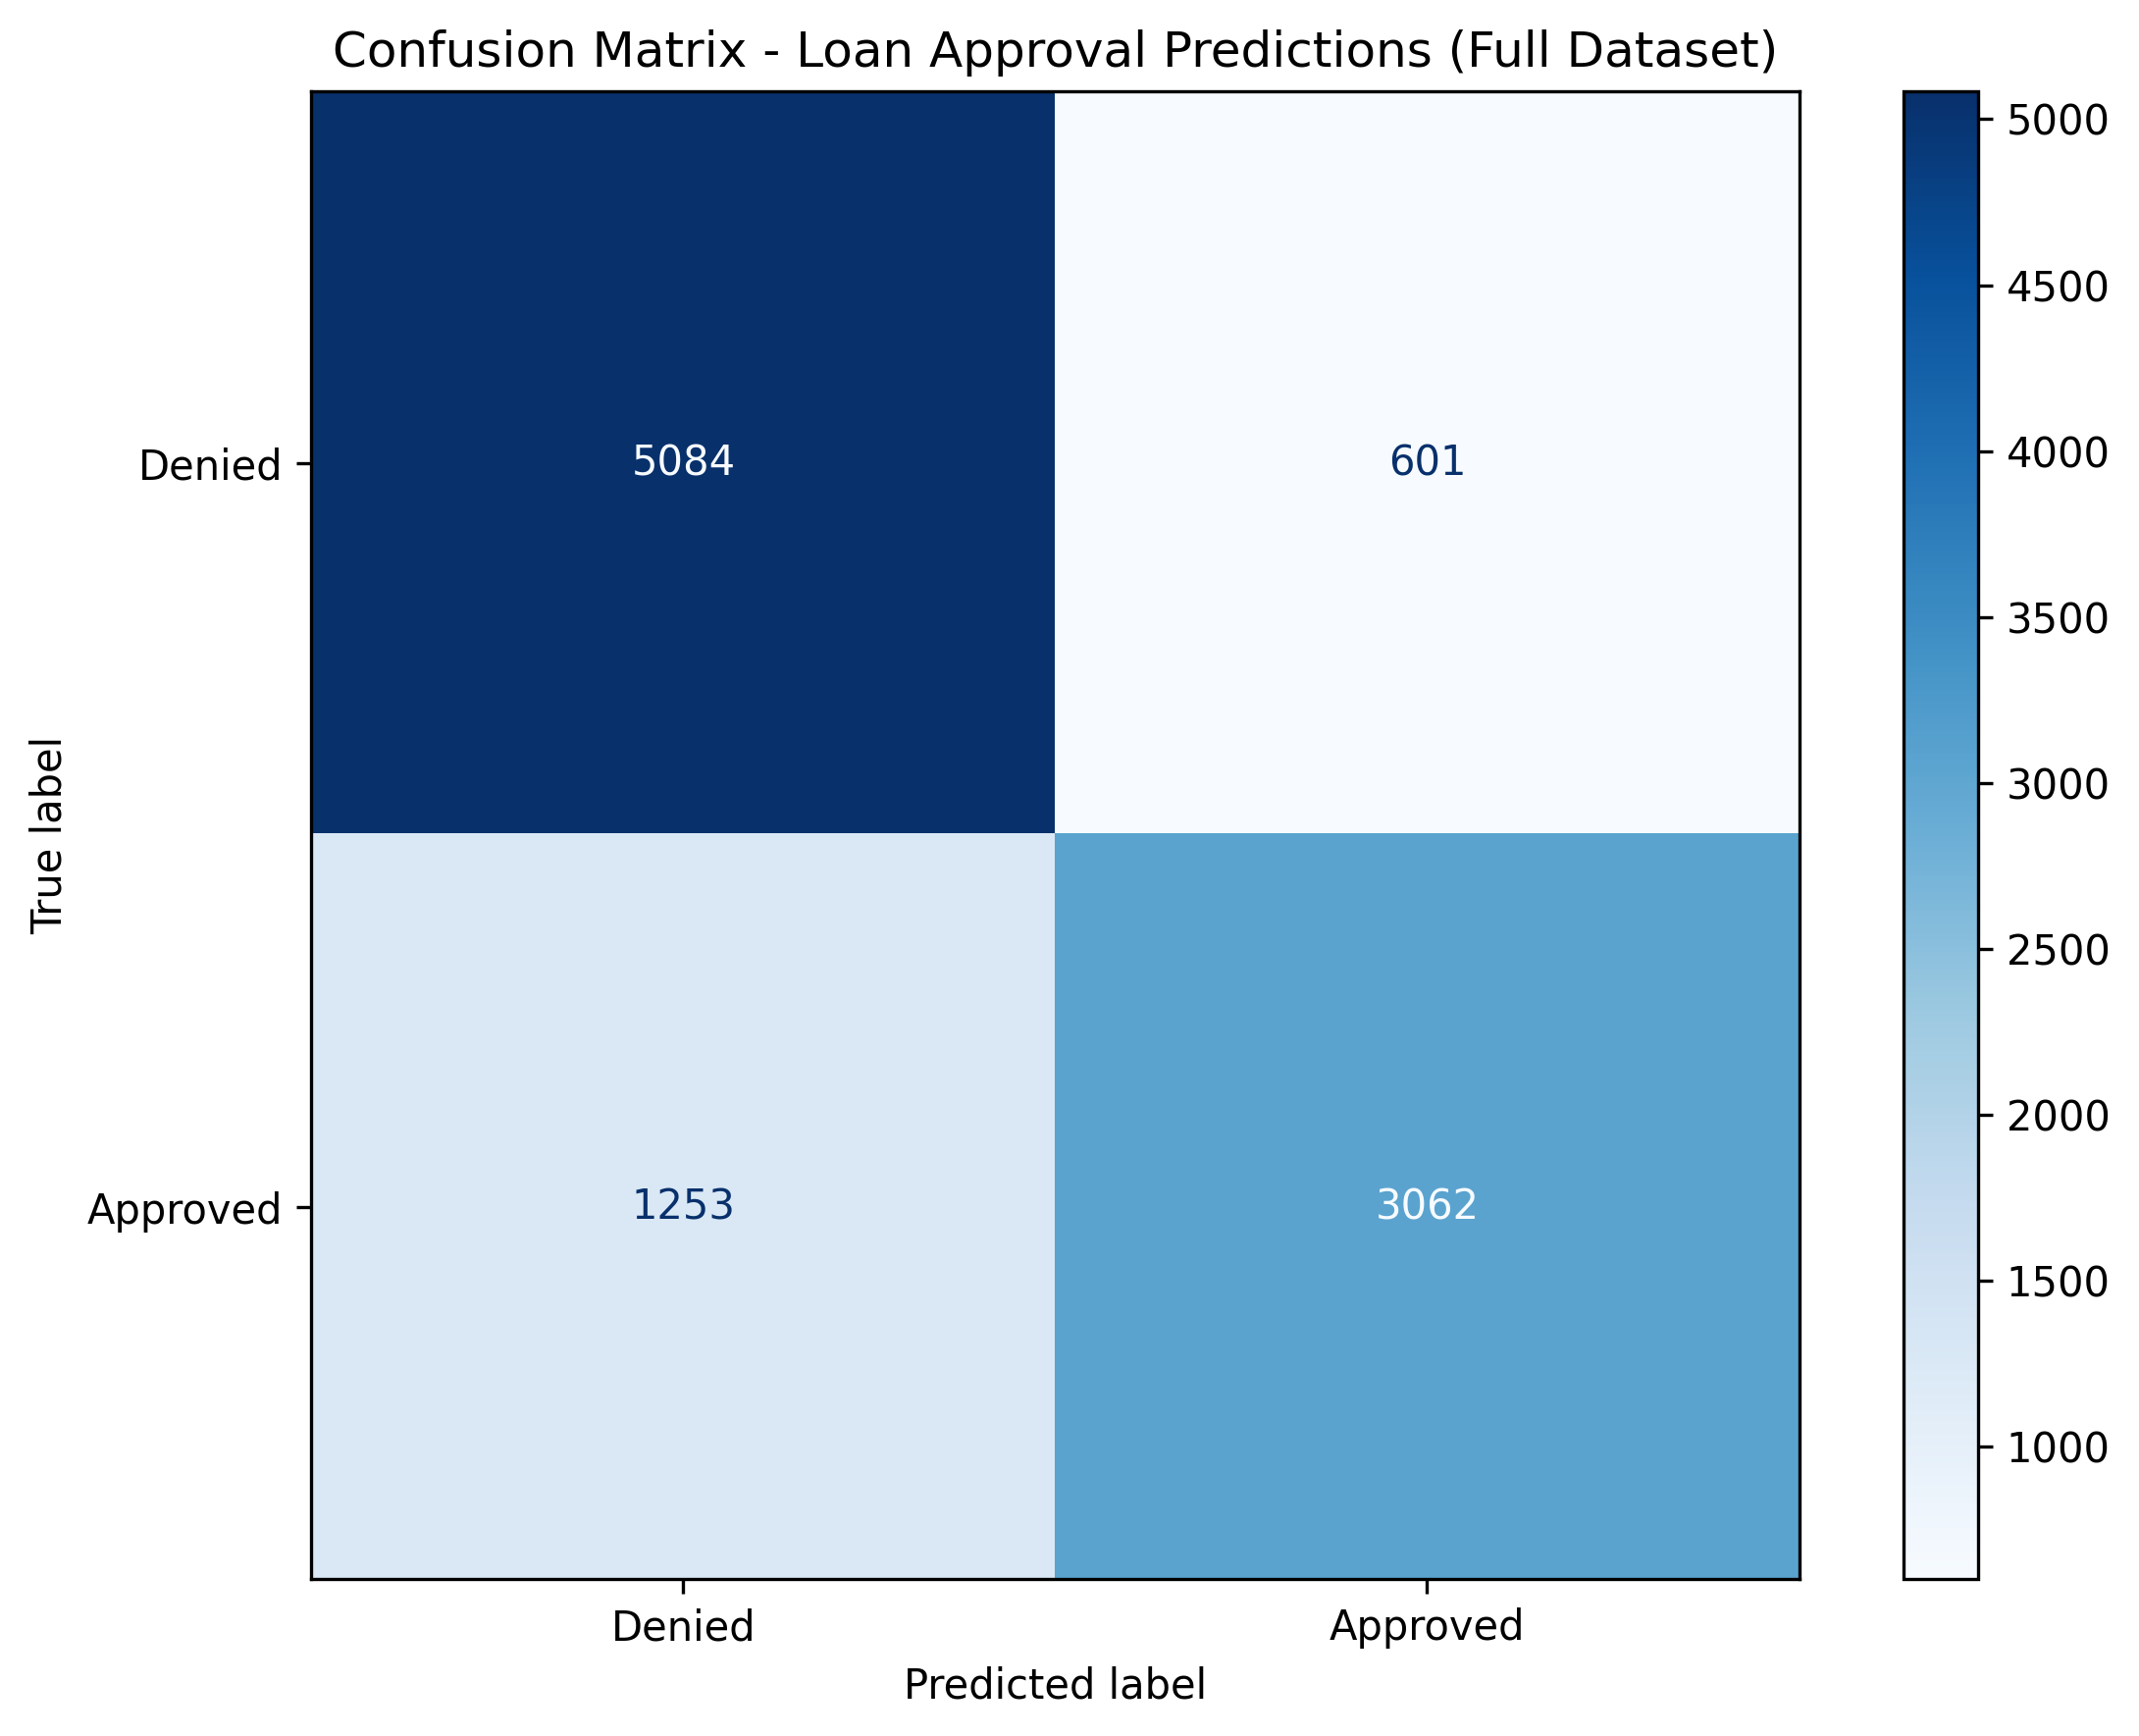 Confusion Matrix - Loan Approval Predictions (Full Dataset)
True label
Denied
5084
601
Approved
1253
3062
Denied
Approved
Predicted label
5000
4500
4000
3500
3000
2500
2000
1500
1000